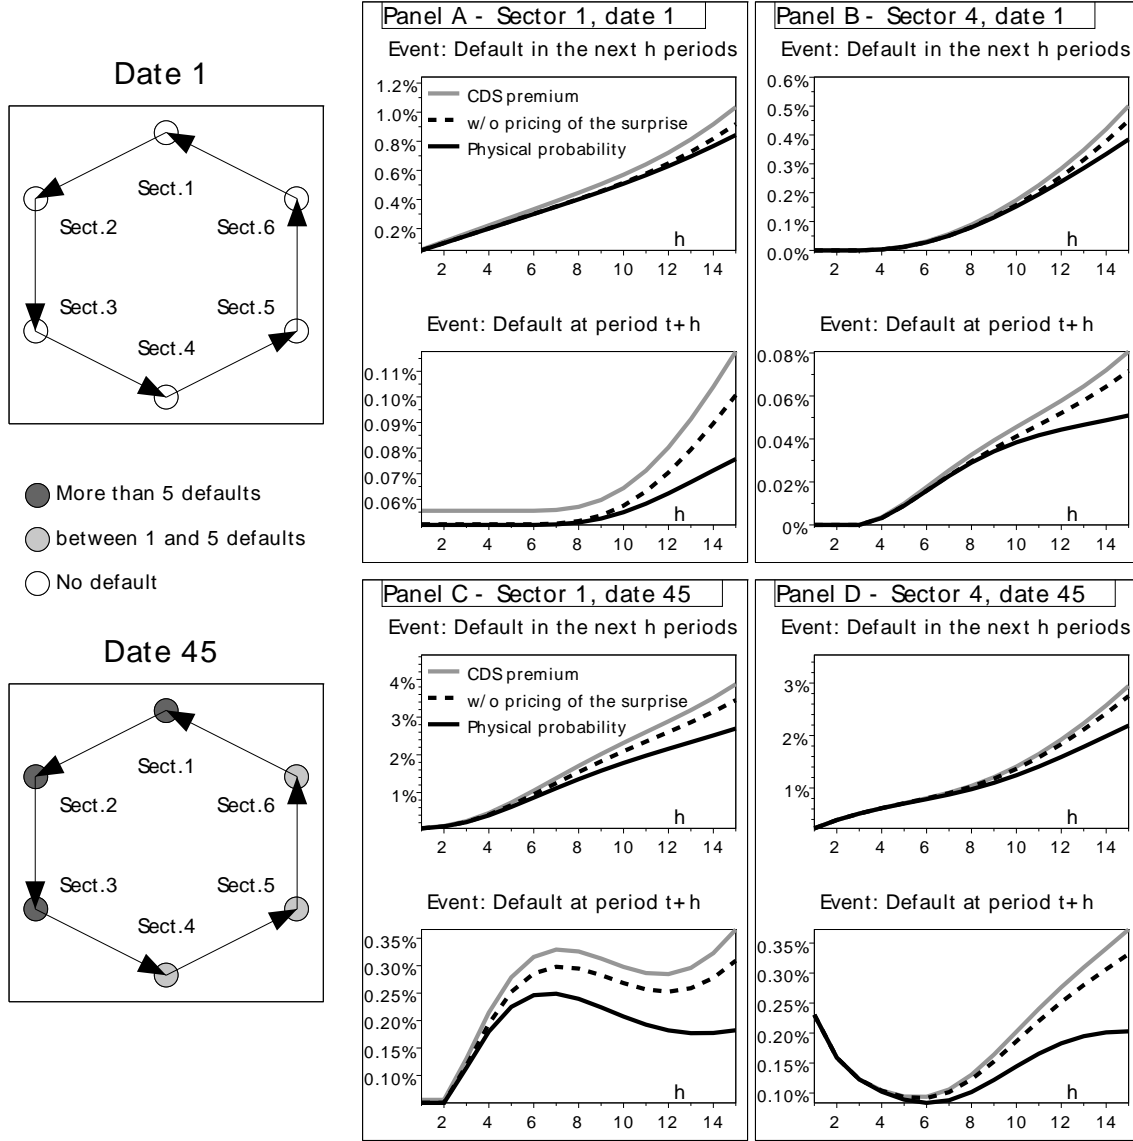 Date 1
Sect.1
Sect.2
Sect.6
Sect.3
Sect.5
Sect.4
More than 5 defaults
between 1 and 5 defaults
No default
Date 45
Sect.1
Sect.2
Sect.6
Sect.3
Sect.5
Sect.4
Panel A - Sector 1, date 1
Event: Default in the next h periods
1.2%
1.0%
0.8%
0.6%
0.4%
0.2%
CDS premium
w/o pricing of the surprise
Physical probability
h
2 4 6 8 10 12 14
Event: Default at period t+h
0.11%
0.10%
0.09%
0.08%
0.07%
0.06%
h
2 4 6 8 10 12 14
Panel B - Sector 4, date 1
Event: Default in the next h periods
0.6%
0.5%
0.4%
0.3%
0.2%
0.1%
0.0%
h
2 4 6 8 10 12 14
Event: Default at period t+h
0.08%
0.06%
0.04%
0.02%
0%
h
2 4 6 8 10 12 14
Panel C - Sector 1, date 45
Event: Default in the next h periods
4%
3%
2%
1%
CDS premium
w/o pricing of the surprise
Physical probability
h
2 4 6 8 10 12 14
Event: Default at period t+h
0.35%
0.30%
0.25%
0.20%
0.15%
0.10%
h
2 4 6 8 10 12 14
Panel D - Sector 4, date 45
Event: Default in the next h periods
3%
2%
1%
h
2 4 6 8 10 12 14
Event: Default at period t+h
0.35%
0.30%
0.25%
0.20%
0.15%
0.10%
h
2 4 6 8 10 12 14